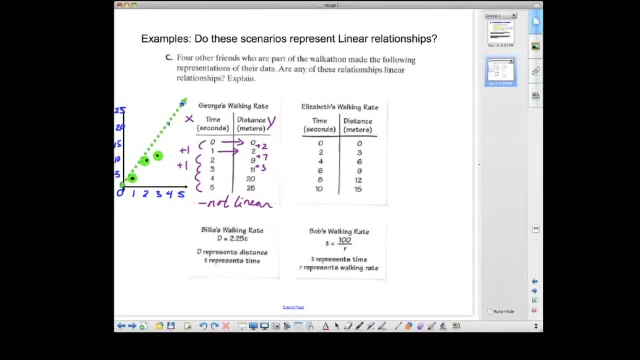 Examples: Do these scenarios represent Linear relationships?
C. Four other friends who are part of the walkathon made the following
representations of their data. Are any of these relationships linear
relationships? Explain.
George's Walking Rate
x Time (seconds) Distance (meters) y
0 0
1 2
2 9
3 11
4 20
5 25
+1
+1
+2
+7
+3
- not linear
25
20
15
10
5
0 1 2 3 4 5
Elizabeth's Walking Rate
Time (seconds) Distance (meters)
0 0
2 3
4 6
6 9
8 12
10 15
Billie's Walking Rate
D = 2.25t
D represents distance
t represents time
Bob's Walking Rate
t = 100/r
t represents time
r represents walking rate
Extend Page
Auto-hide